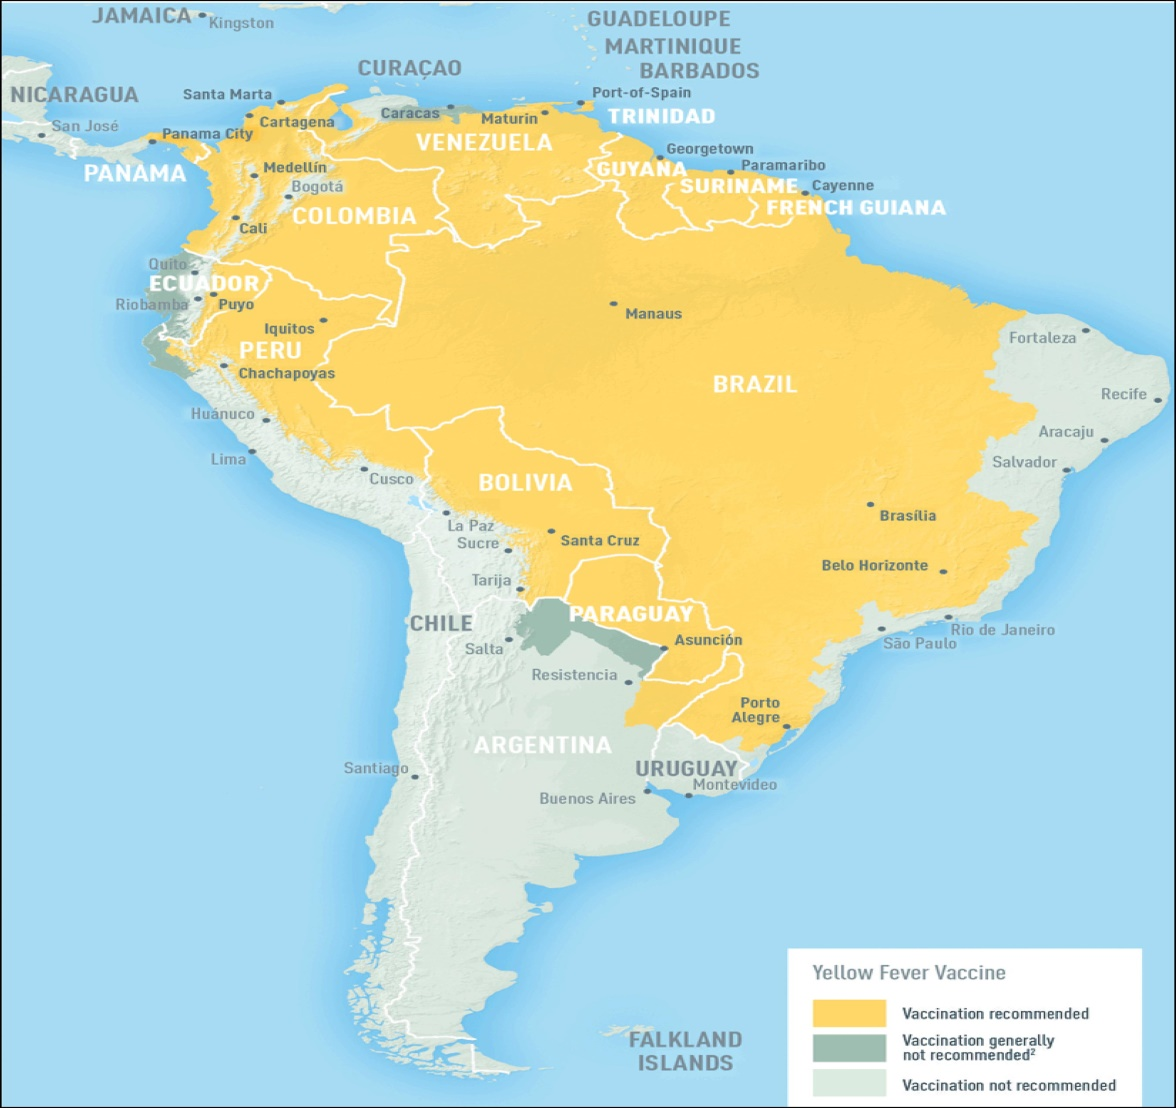 JAMAICA
Kingston
GUADELOUPE
MARTINIQUE
BARBADOS
CURAÇAO
NICARAGUA
Santa Marta
Port-of-Spain
San José
Panama City
Cartagena
Caracas
Maturin
TRINIDAD
VENEZUELA
Georgetown
PANAMA
Medellín
GUYANA
Paramaribo
Bogotá
SURINAME
Cayenne
COLOMBIA
FRENCH GUIANA
Cali
Quito
ECUADOR
Riobamba
Puyo
Iquitos
Manaus
PERU
Chachapoyas
Fortaleza
BRAZIL
Recife
Huánuco
Aracaju
Lima
Salvador
Cusco
BOLIVIA
La Paz
Brasília
Sucre
Santa Cruz
Belo Horizonte
Tarija
PARAGUAY
CHILE
Asunción
Rio de Janeiro
São Paulo
Salta
Resistencia
Porto
Alegre
ARGENTINA
Santiago
URUGUAY
Montevideo
Buenos Aires
FALKLAND
ISLANDS
Yellow Fever Vaccine
Vaccination recommended
Vaccination generally
not recommended²
Vaccination not recommended